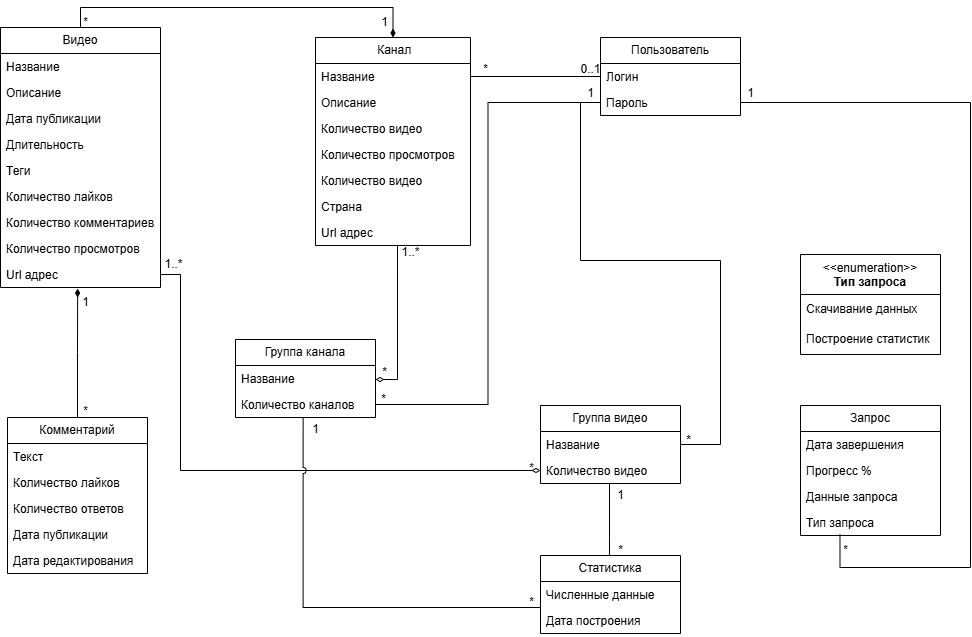 *
1
Видео
Название
Описание
Дата публикации
Длительность
Теги
Количество лайков
Количество комментариев
Количество просмотров
Url адрес
1..*
1
Канал
Название
Описание
Количество видео
Количество просмотров
Количество видео
Страна
Url адрес
1..*
*
0..1
1
Пользователь
Логин
Пароль
1
<<enumeration>>
Тип запроса
Скачивание данных
Построение статистик
Группа канала
Название
Количество каналов
*
*
1
*
Комментарий
Текст
Количество лайков
Количество ответов
Дата публикации
Дата редактирования
Группа видео
Название
Количество видео
*
*
1
*
Статистика
Численные данные
Дата построения
*
Запрос
Дата завершения
Прогресс %
Данные запроса
Тип запроса
*